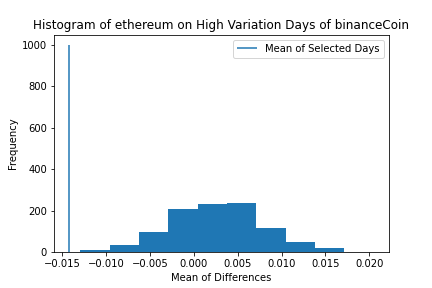 Histogram of ethereum on High Variation Days of binanceCoin
Mean of Selected Days
Frequency
1000
800
600
400
200
0
−0.015 −0.010 −0.005 0.000 0.005 0.010 0.015 0.020
Mean of Differences